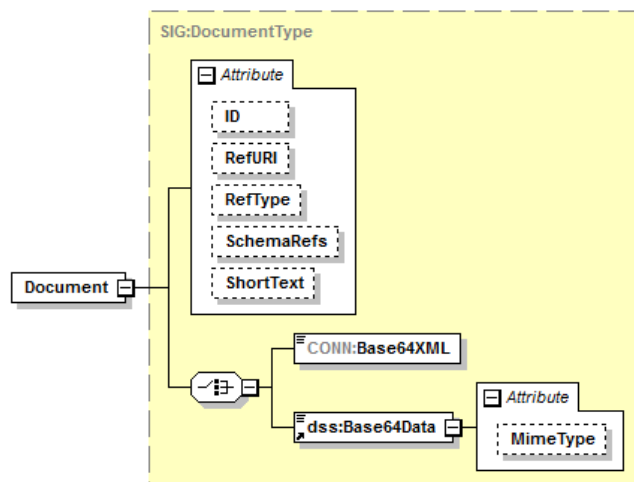 SIG:DocumentType
Attribute
ID
RefURI
RefType
SchemaRefs
ShortText
Document
CONN:Base64XML
dss:Base64Data
Attribute
MimeType